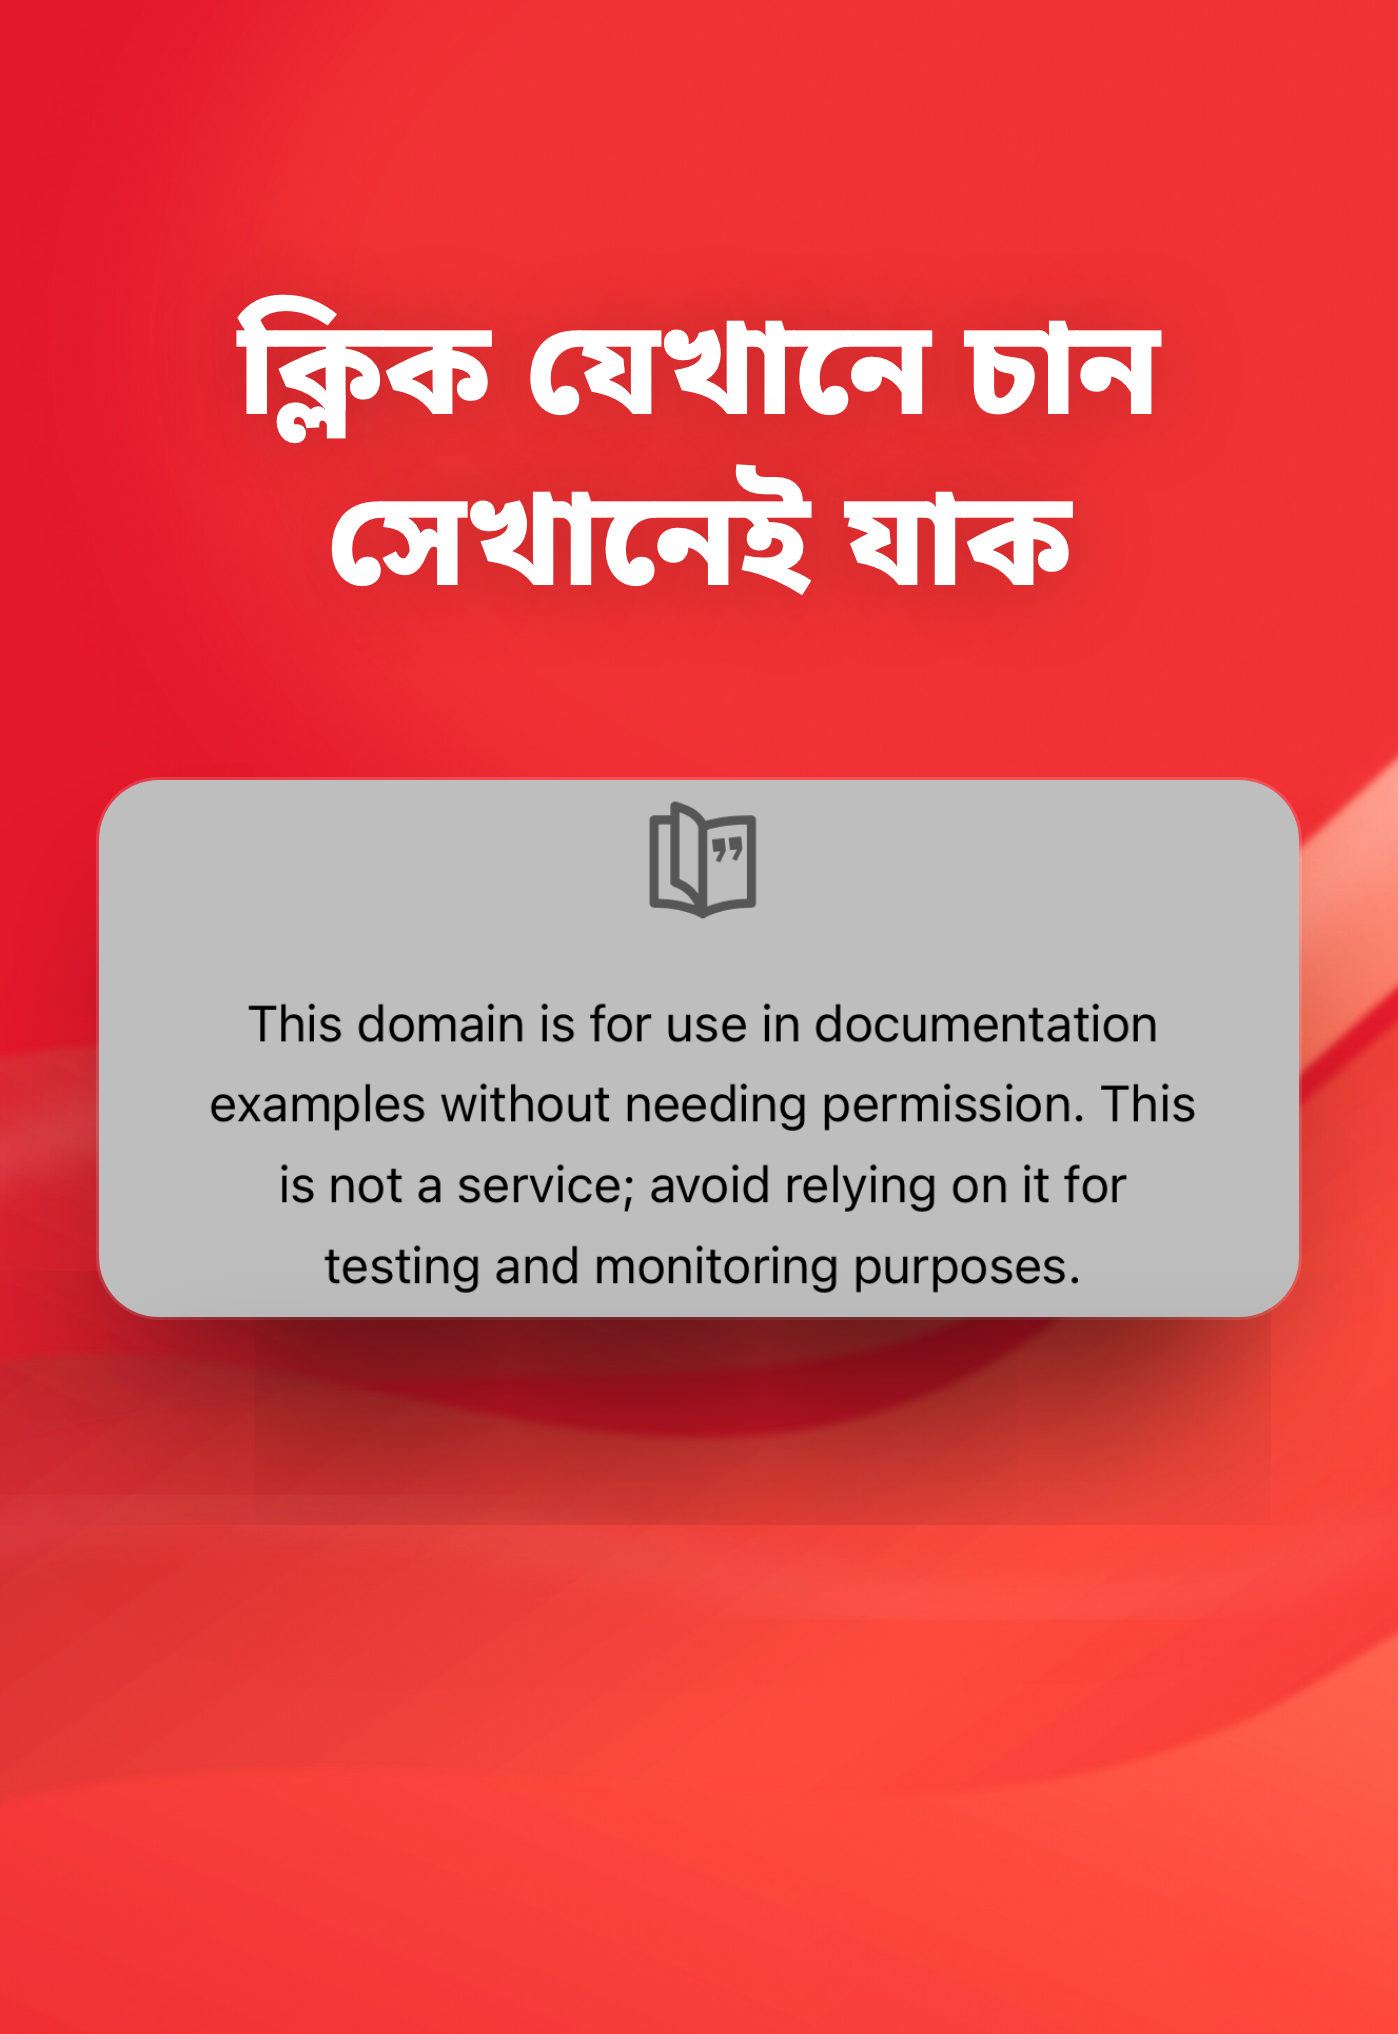 ক্লিক যেখানে চান
সেখানেই যাক
This domain is for use in documentation
examples without needing permission. This
is not a service; avoid relying on it for
testing and monitoring purposes.